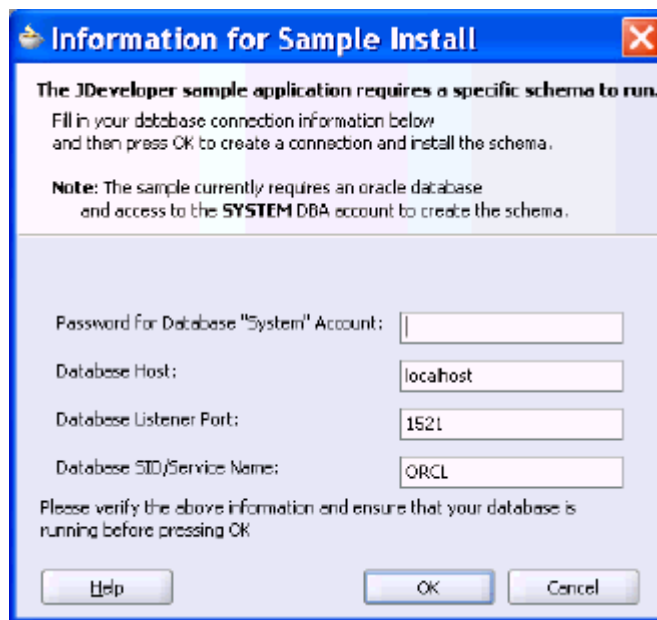 Information for Sample Install
The JDeveloper sample application requires a specific schema to run.
Fill in your database connection information below
and then press OK to create a connection and install the schema.
Note: The sample currently requires an oracle database
and access to the SYSTEM DBA account to create the schema.
Password for Database "System" Account:
Database Host: localhost
Database Listener Port: 1521
Database SID/Service Name: ORCL
Please verify the above information and ensure that your database is
running before pressing OK
Help OK Cancel